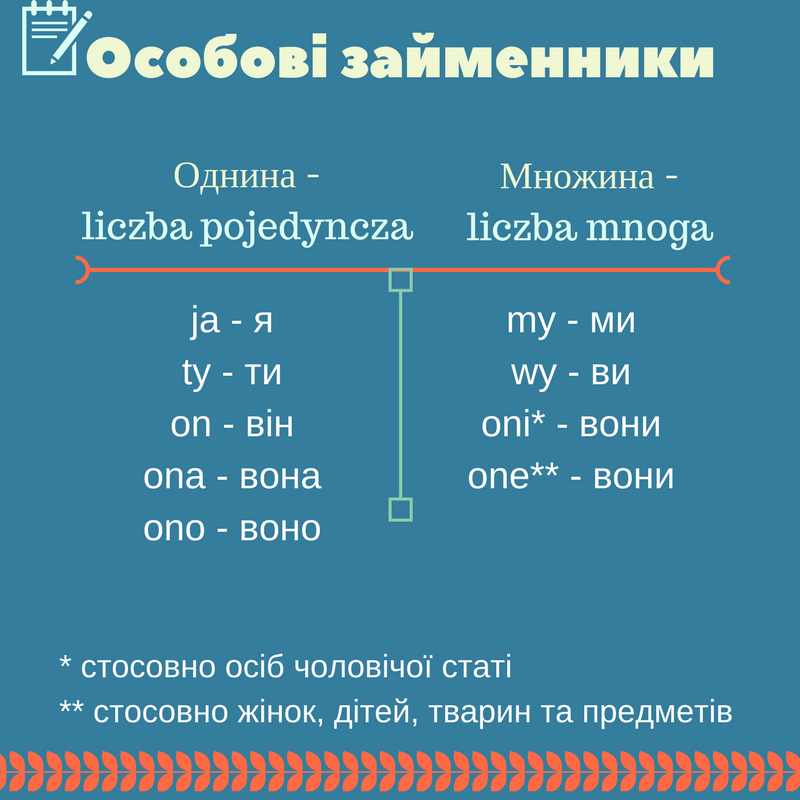 Особові займенники
Однина -
liczba pojedyncza
ja - я
ty - ти
on - він
ona - вона
ono - воно
Множина -
liczba mnoga
my - ми
wy - ви
oni* - вони
one** - вони
* стосовно осіб чоловічої статі
** стосовно жінок, дітей, тварин та предметів